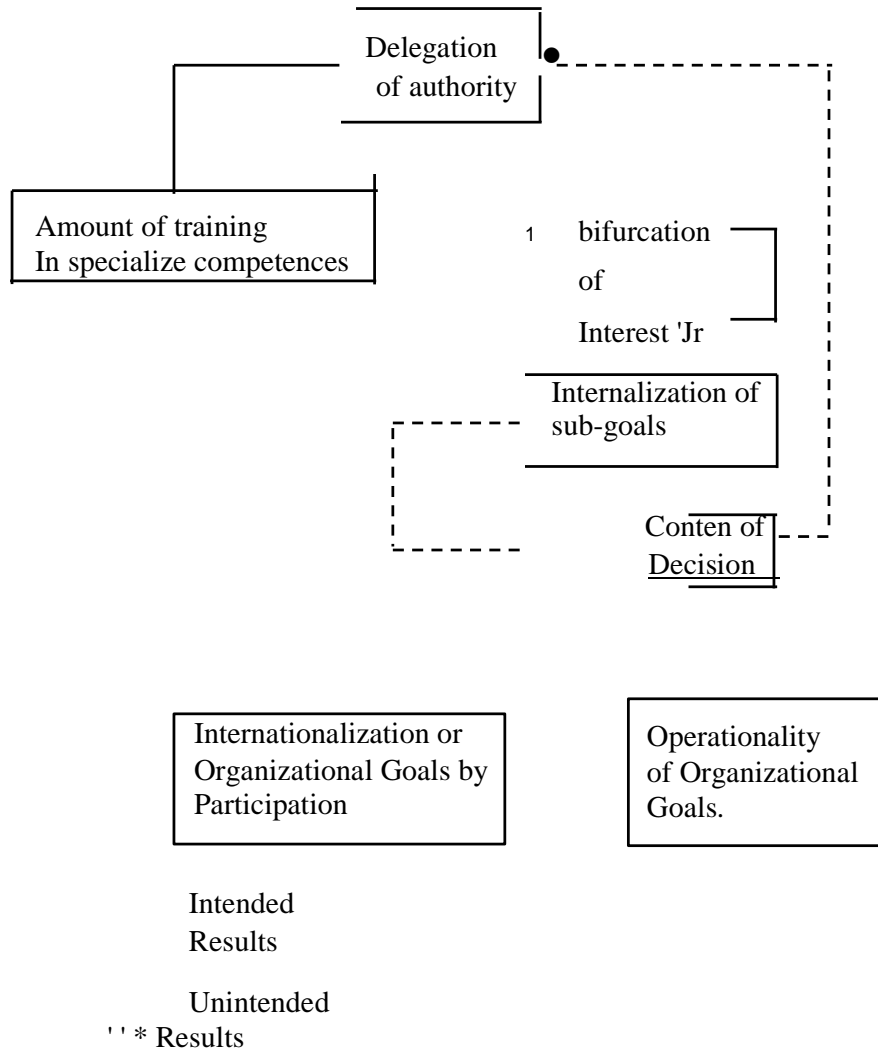 Delegation
of authority
Amount of training
In specialize competences
1 bifurcation
of
Interest 'Jr
Internalization of
sub-goals
Conten of
Decision
Internationalization or
Organizational Goals by
Participation
Operationality
of Organizational
Goals.
Intended
Results
Unintended
' ' * Results